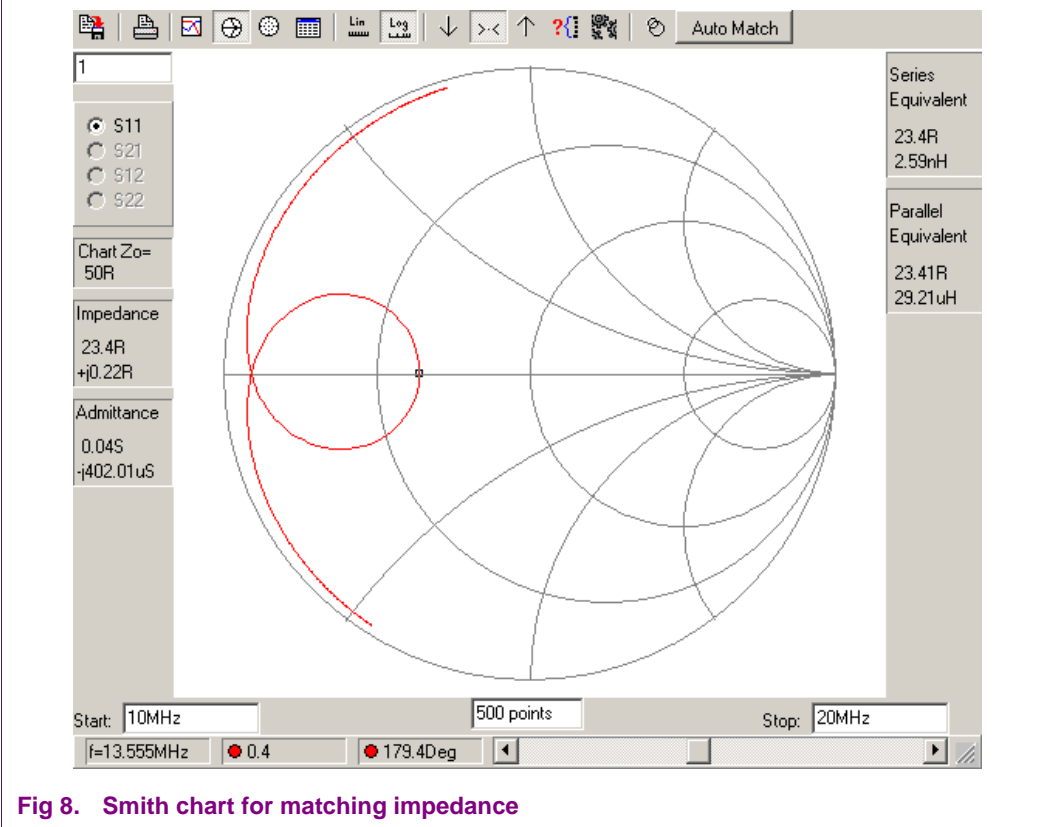 Lin
Log
?{
Auto Match
1
S11
S21
S12
S22
Chart Zo=
50R
Impedance
23.4R
+j0.22R
Admittance
0.04S
-j402.01uS
Series
Equivalent
23.4R
2.59nH
Parallel
Equivalent
23.41R
29.21uH
Start: 10MHz
500 points
Stop: 20MHz
f=13.555MHz
0.4
179.4Deg
Fig 8. Smith chart for matching impedance